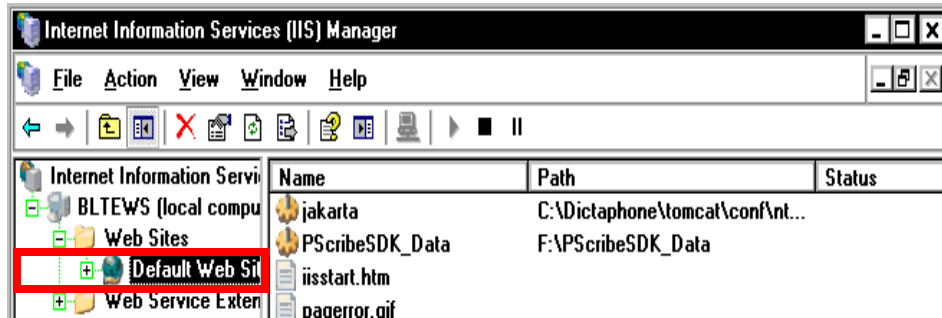 Internet Information Services (IIS) Manager
File Action View Window Help
Internet Information Servi
Name Path Status
BLTEWS (local compu
jakarta C:\Dictaphone\tomcat\conf\nt...
Web Sites
PScribeSDK_Data F:\PScribeSDK_Data
Default Web Sit
iisstart.htm
Web Service Exten
pagerror.gif